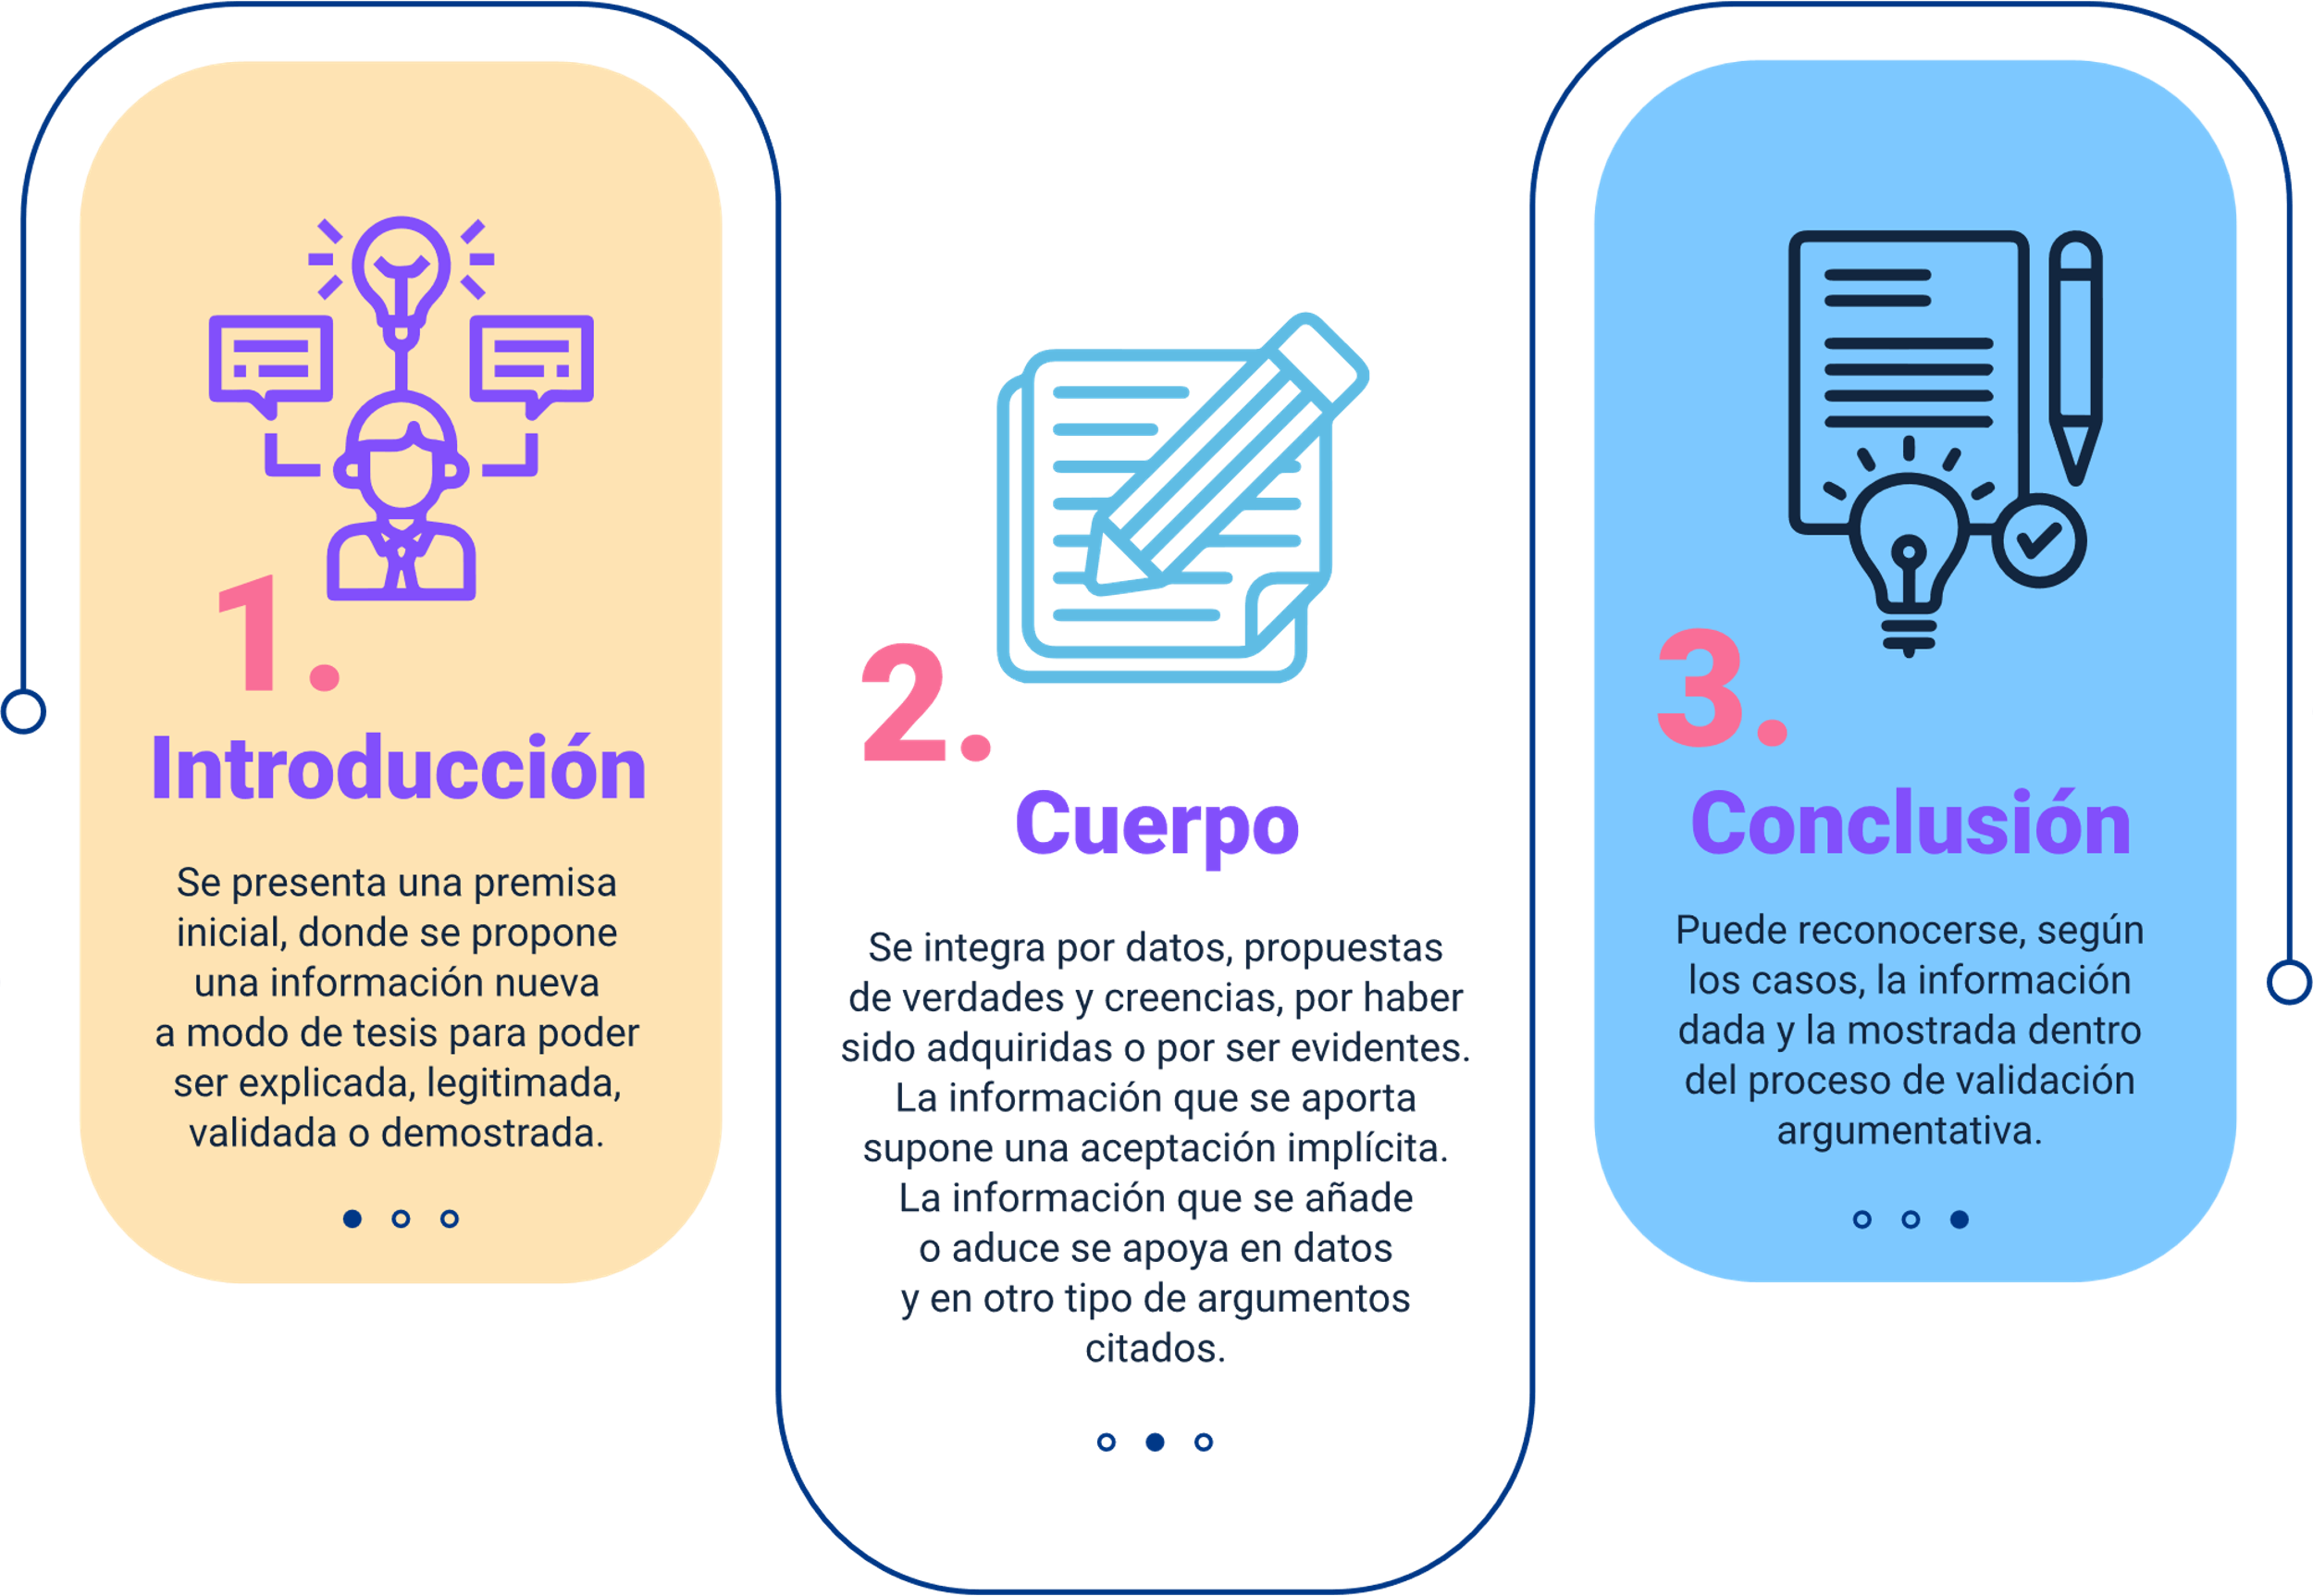 1.
Introducción
Se presenta una premisa
inicial, donde se propone
una información nueva
a modo de tesis para poder
ser explicada, legitimada,
validada o demostrada.
2.
Cuerpo
Se integra por datos, propuestas
de verdades y creencias, por haber
sido adquiridas o por ser evidentes.
La información que se aporta
supone una aceptación implícita.
La información que se añade
o aduce se apoya en datos
y en otro tipo de argumentos
citados.
3.
Conclusión
Puede reconocerse, según
los casos, la información
dada y la mostrada dentro
del proceso de validación
argumentativa.